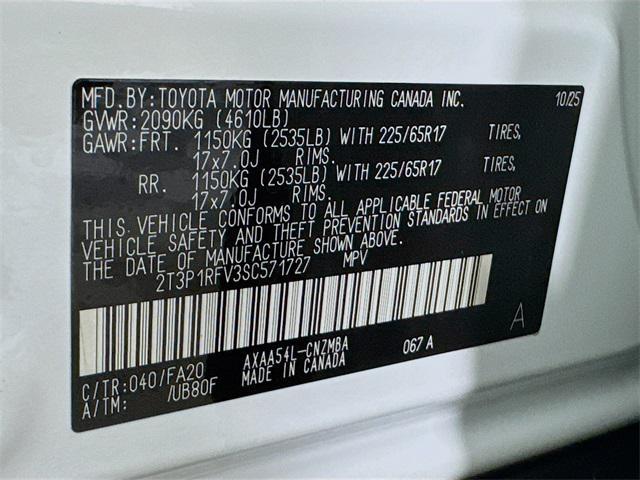 MFD.BY:TOYOTA MOTOR MANUFACTURING CANADA INC. 10/25
GVWR:2090KG (4610LB)
GAWR:FRT. 1150KG (2535LB) WITH 225/65R17 TIRES,
17x7.0J RIMS.
RR. 1150KG (2535LB) WITH 225/65R17 TIRES,
17x7.0J RIMS.
THIS VEHICLE CONFORMS TO ALL APPLICABLE FEDERAL MOTOR
VEHICLE SAFETY AND THEFT PREVENTION STANDARDS IN EFFECT ON
THE DATE OF MANUFACTURE SHOWN ABOVE.
2T3P1RFV3SC571727 MPV
A
C/TR:040/FA20 AXAA54L-CNZMBA 067 A
A/TM: /UB80F MADE IN CANADA